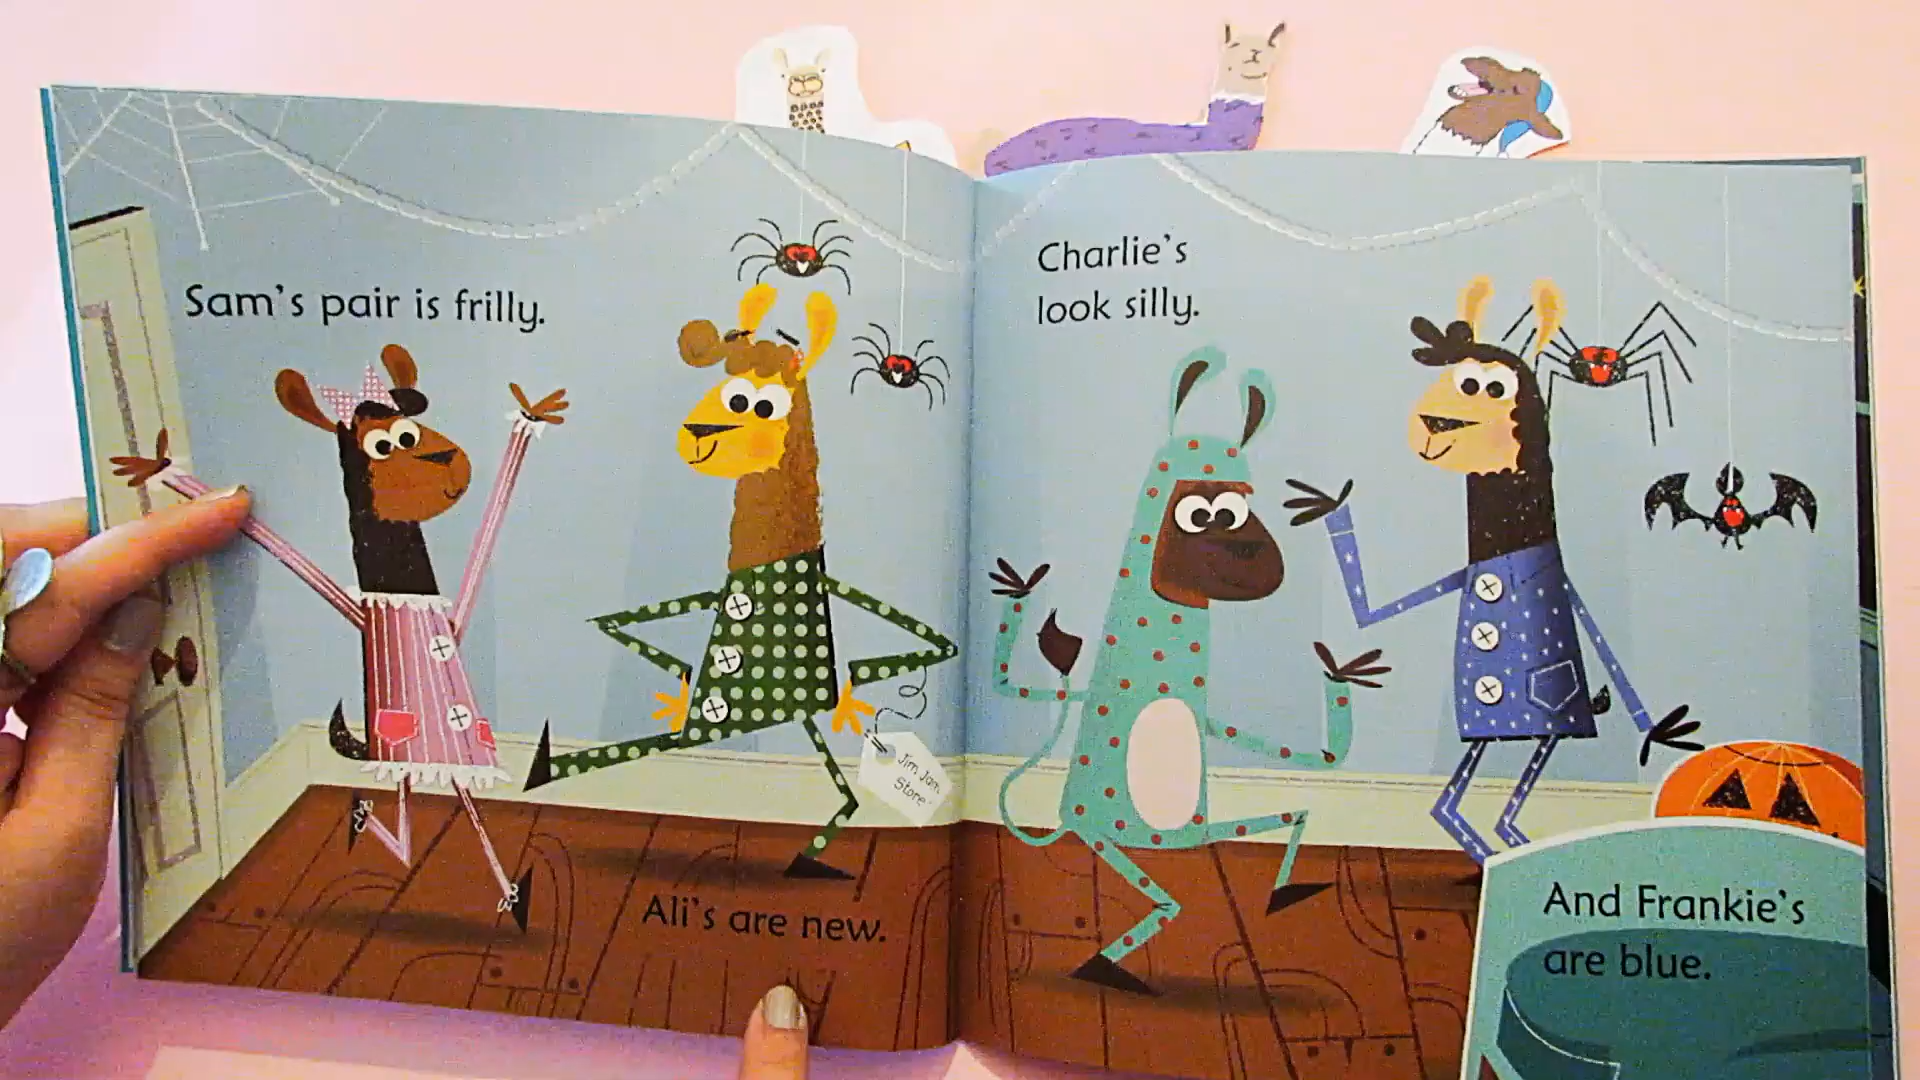 Sam's pair is frilly.
Ali's are new.
Jim Jam
Store
Charlie's
look silly.
And Frankie's
are blue.